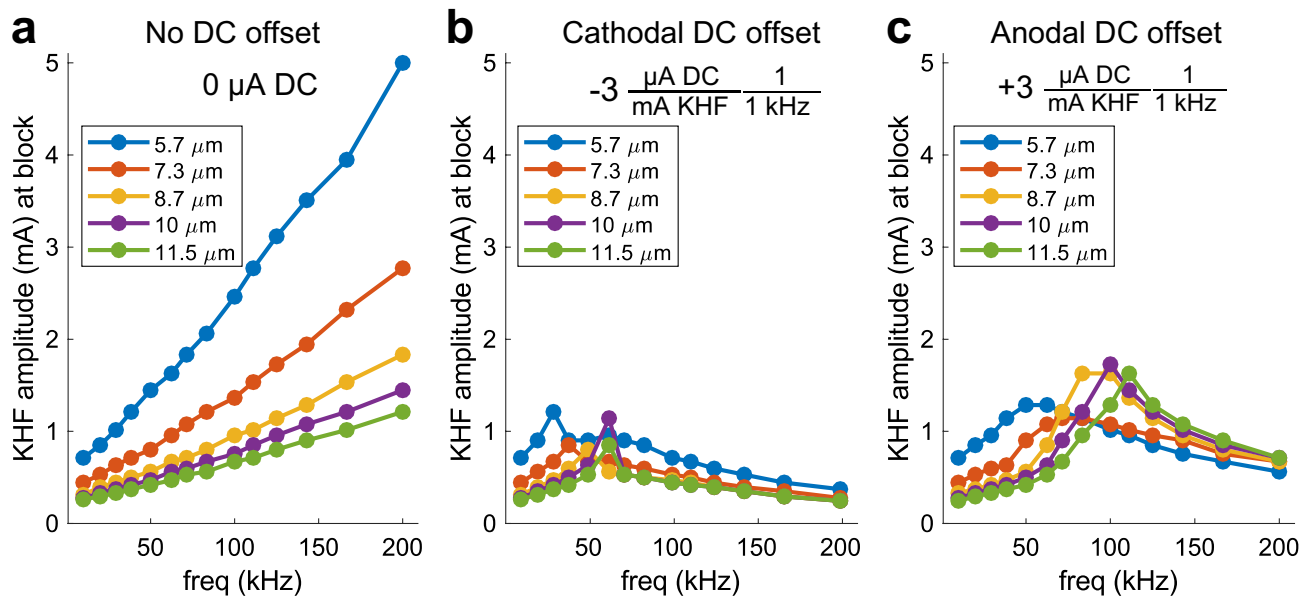 a
No DC offset
0 μA DC
5.7 μm
7.3 μm
8.7 μm
10 μm
11.5 μm
KHF amplitude (mA) at block
5
4
3
2
1
0
50
100
150
200
freq (kHz)
b
Cathodal DC offset
-3 μA DC / mA KHF 1 / 1 kHz
5.7 μm
7.3 μm
8.7 μm
10 μm
11.5 μm
KHF amplitude (mA) at block
5
4
3
2
1
0
50
100
150
200
freq (kHz)
c
Anodal DC offset
+3 μA DC / mA KHF 1 / 1 kHz
5.7 μm
7.3 μm
8.7 μm
10 μm
11.5 μm
KHF amplitude (mA) at block
5
4
3
2
1
0
50
100
150
200
freq (kHz)